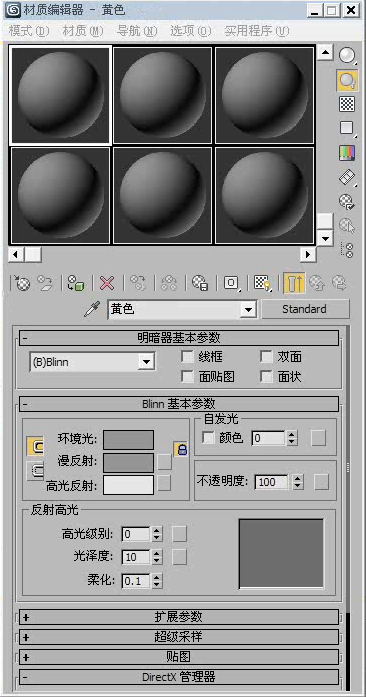 材质编辑器 - 黄色
模式(D) 材质(M) 导航(N) 选项(O) 实用程序(U)
黄色 Standard
- 明暗器基本参数
(B)Blinn 线框 双面
面贴图 面状
- Blinn 基本参数
自发光
环境光: 颜色 0
漫反射:
高光反射: 不透明度: 100
反射高光
高光级别: 0
光泽度: 10
柔化: 0.1
+ 扩展参数
+ 超级采样
+ 贴图
- DirectX 管理器